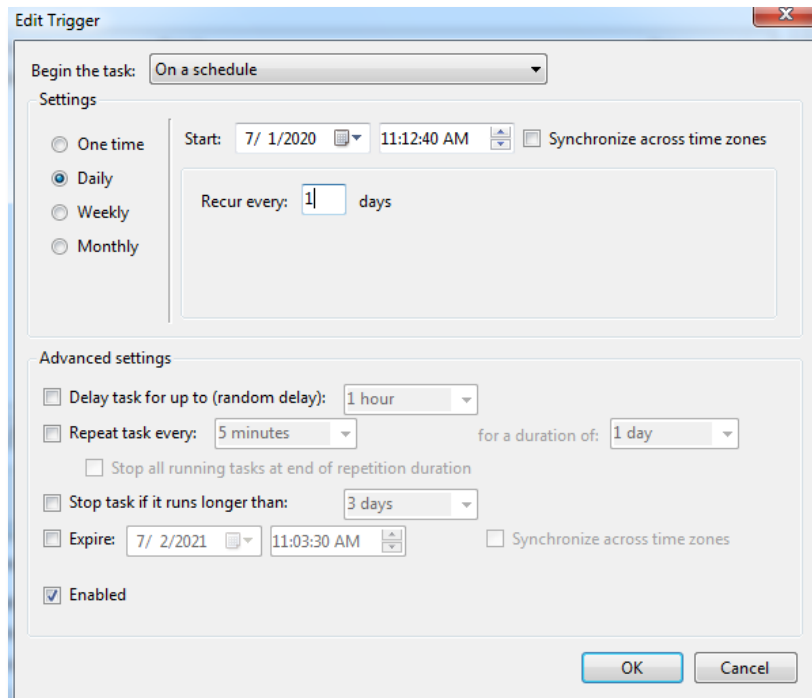 Edit Trigger
Begin the task: On a schedule
Settings
One time
Start: 7/ 1/2020 11:12:40 AM Synchronize across time zones
Daily
Recur every: 1 days
Weekly
Monthly
Advanced settings
Delay task for up to (random delay): 1 hour
Repeat task every: 5 minutes for a duration of: 1 day
Stop all running tasks at end of repetition duration
Stop task if it runs longer than: 3 days
Expire: 7/ 2/2021 11:03:30 AM Synchronize across time zones
Enabled
OK Cancel